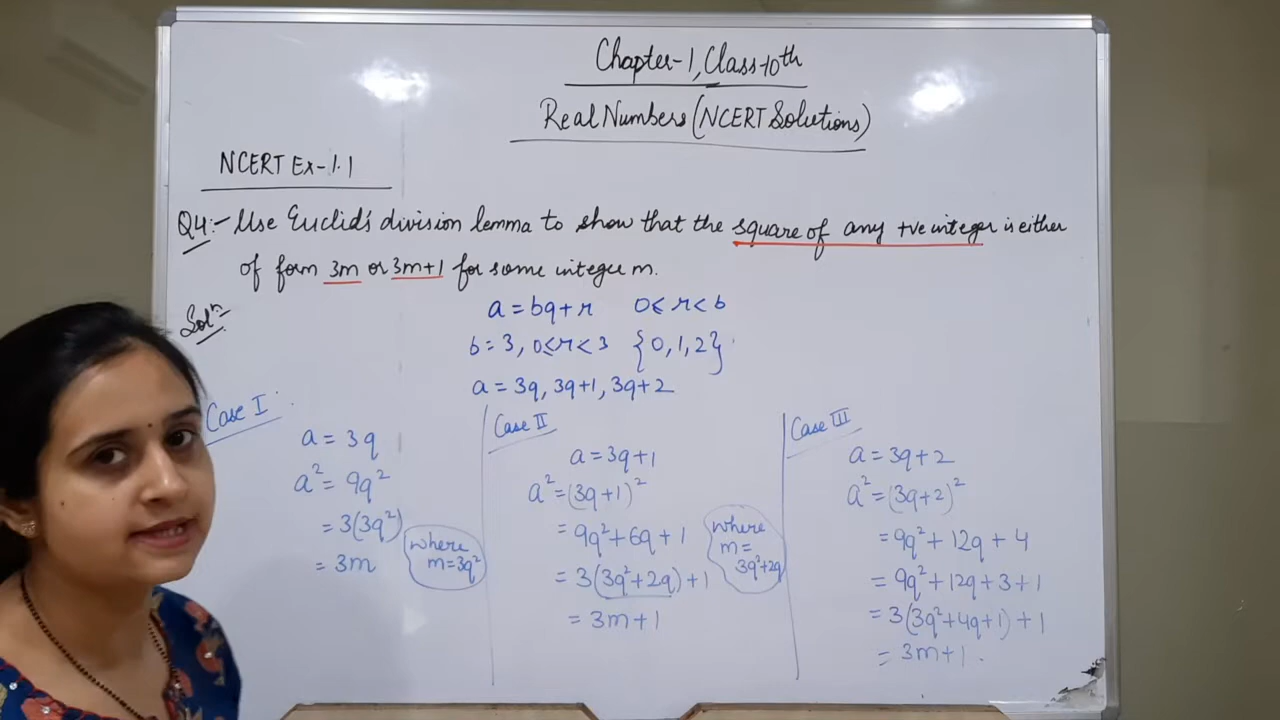 Chapter-1, Class-10th
Real Numbers (NCERT Solutions)
NCERT Ex-1.1
Q4:- Use Euclid's division lemma to show that the square of any +ve integer is either
of form 3m or 3m+1 for some integer m.
Solⁿ:
a = bq + r   0 ≤ r < b
b = 3, 0 ≤ r < 3   {0, 1, 2}
a = 3q, 3q+1, 3q+2
Case I
a = 3q
a² = 9q²
= 3(3q²)
= 3m
where
m=3q²
Case II
a = 3q+1
a² = (3q+1)²
= 9q² + 6q + 1
= 3(3q²+2q) + 1
= 3m + 1
where
m=
3q²+2q
Case III
a = 3q+2
a² = (3q+2)²
= 9q² + 12q + 4
= 9q² + 12q + 3 + 1
= 3(3q²+4q+1) + 1
= 3m+1.